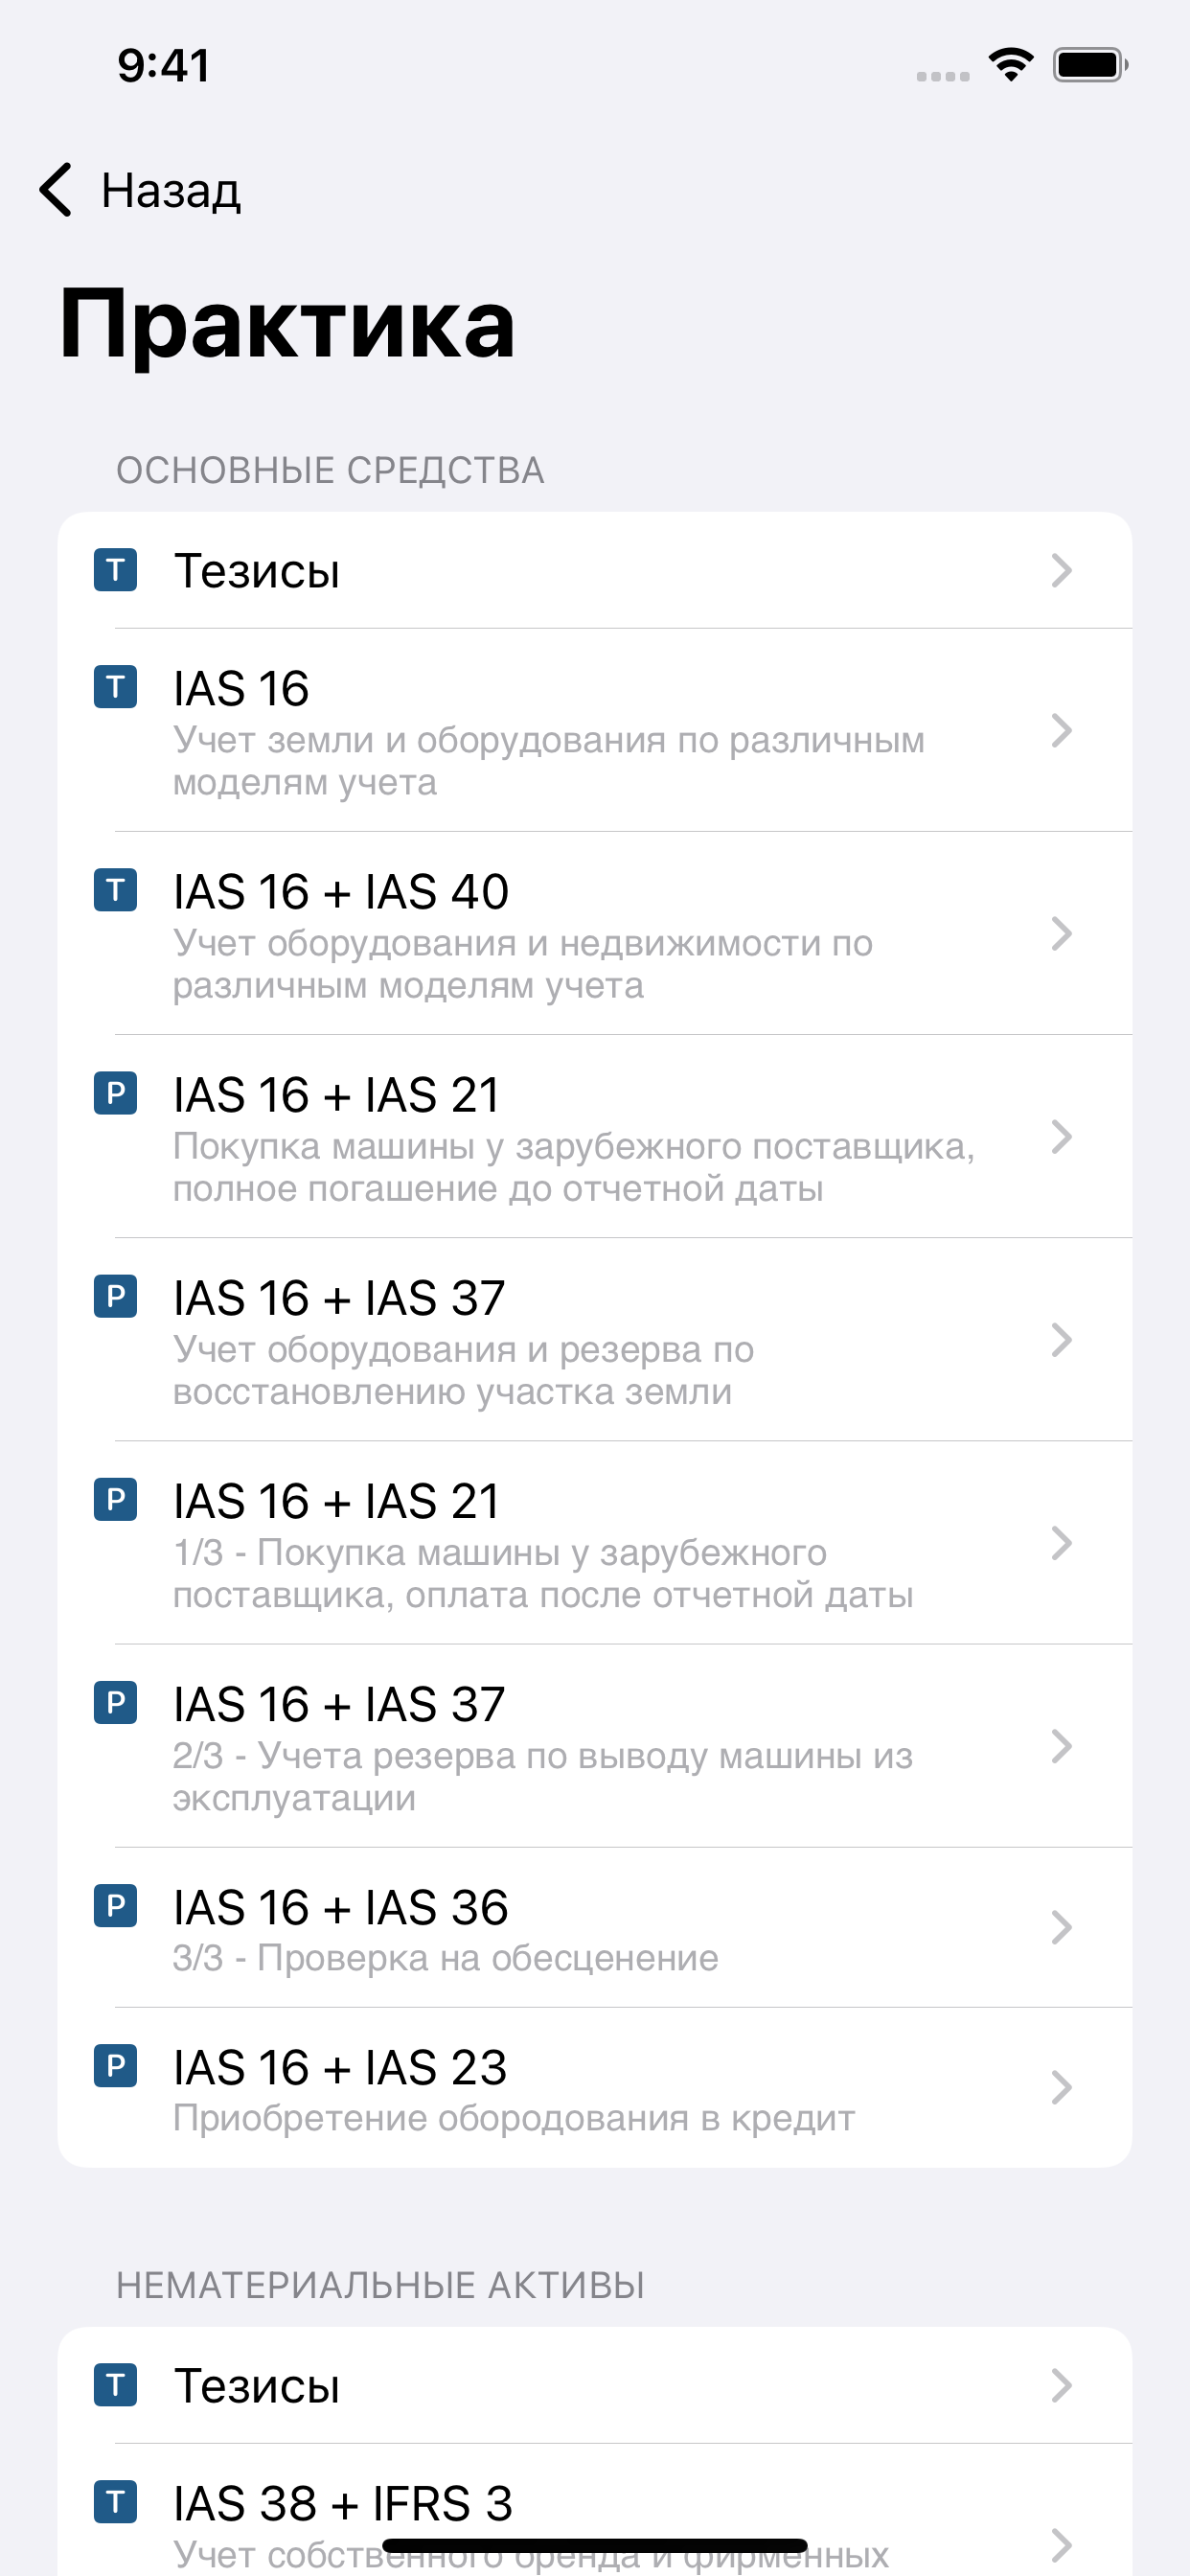 9:41
Назад
Практика
ОСНОВНЫЕ СРЕДСТВА
T Тезисы
T IAS 16
Учет земли и оборудования по различным
моделям учета
T IAS 16 + IAS 40
Учет оборудования и недвижимости по
различным моделям учета
P IAS 16 + IAS 21
Покупка машины у зарубежного поставщика,
полное погашение до отчетной даты
P IAS 16 + IAS 37
Учет оборудования и резерва по
восстановлению участка земли
P IAS 16 + IAS 21
1/3 - Покупка машины у зарубежного
поставщика, оплата после отчетной даты
P IAS 16 + IAS 37
2/3 - Учета резерва по выводу машины из
эксплуатации
P IAS 16 + IAS 36
3/3 - Проверка на обесценение
P IAS 16 + IAS 23
Приобретение обородования в кредит
НЕМАТЕРИАЛЬНЫЕ АКТИВЫ
T Тезисы
T IAS 38 + IFRS 3
Учет собственного бренда и фирменных